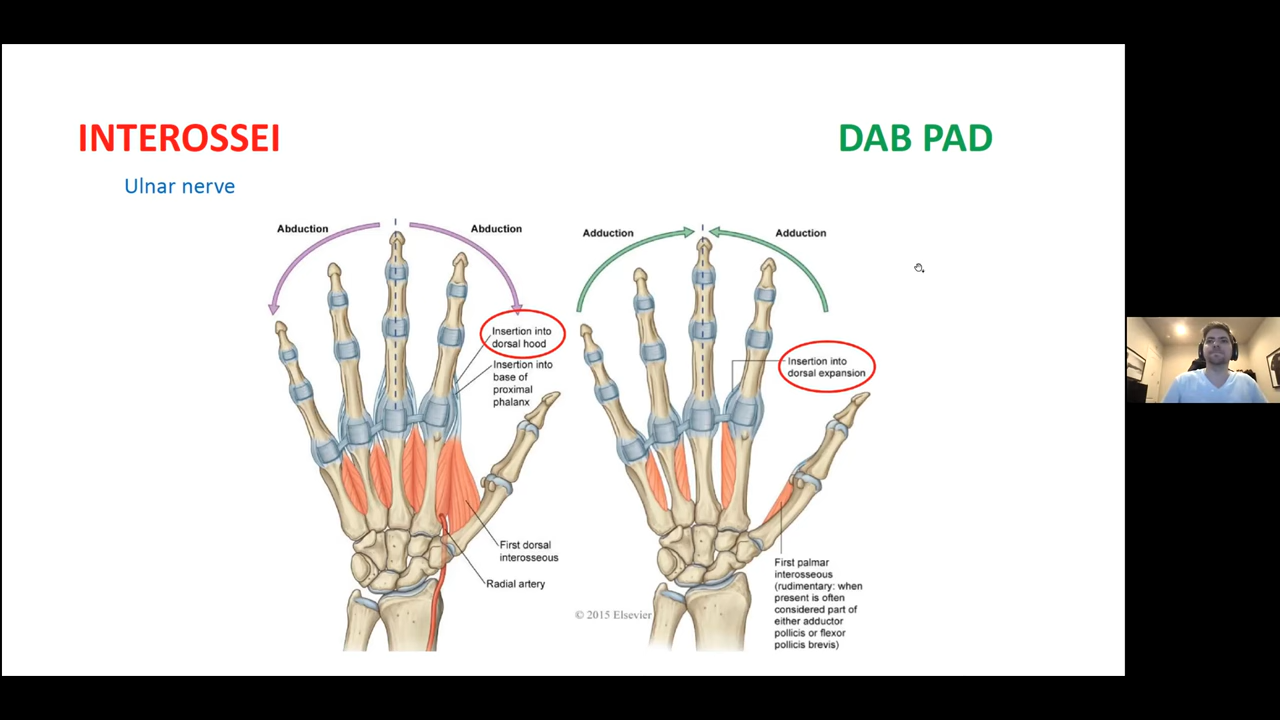 INTEROSSEI
DAB PAD
Ulnar nerve
Abduction
Abduction
Insertion into
dorsal hood
Insertion into
base of
proximal
phalanx
First dorsal
interosseous
Radial artery
Adduction
Adduction
Insertion into
dorsal expansion
First palmar
interosseous
(rudimentary: when
present is often
considered part of
either adductor
pollicis or flexor
pollicis brevis)
© 2015 Elsevier